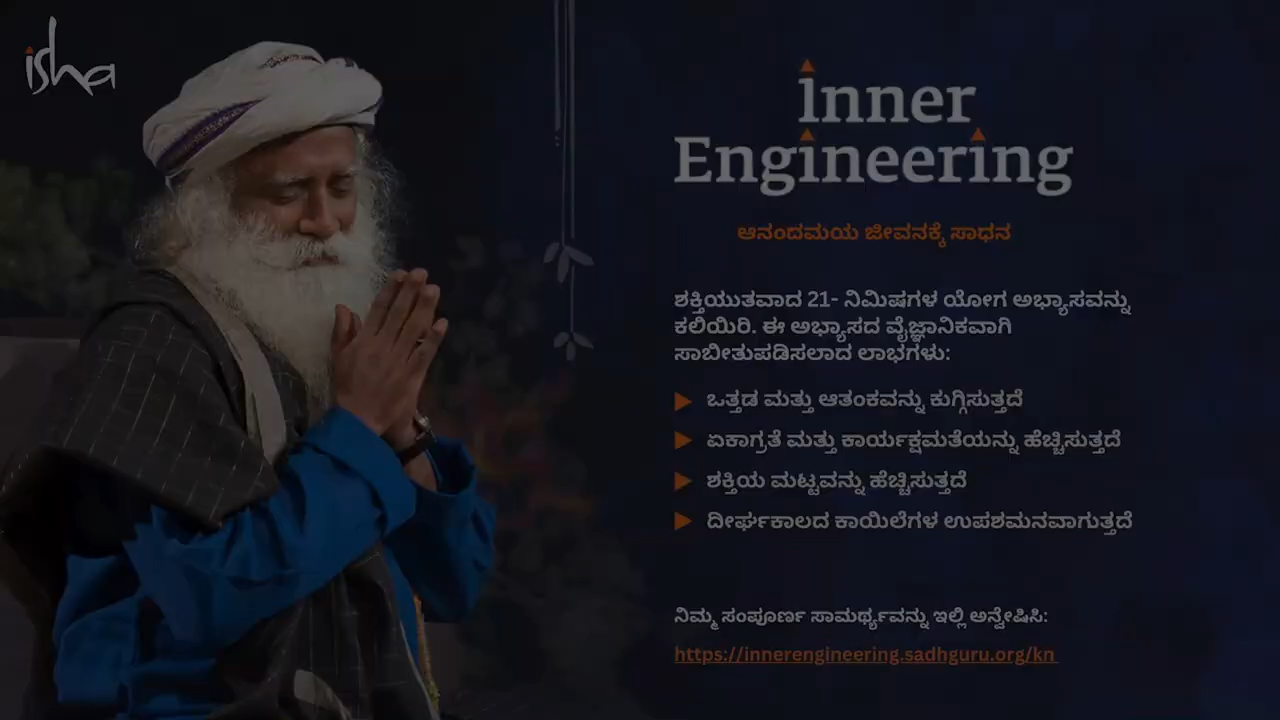 isha
inner
Engineering
ಆನಂದಮಯ ಜೀವನಕ್ಕೆ ಸಾಧನ
ಶಕ್ತಿಯುತವಾದ 21- ನಿಮಿಷಗಳ ಯೋಗ ಅಭ್ಯಾಸವನ್ನು
ಕಲಿಯಿರಿ. ಈ ಅಭ್ಯಾಸದ ವೈಜ್ಞಾನಿಕವಾಗಿ
ಸಾಬೀತುಪಡಿಸಲಾದ ಲಾಭಗಳು:
ಒತ್ತಡ ಮತ್ತು ಆತಂಕವನ್ನು ಕುಗ್ಗಿಸುತ್ತದೆ
ಏಕಾಗ್ರತೆ ಮತ್ತು ಕಾರ್ಯಕ್ಷಮತೆಯನ್ನು ಹೆಚ್ಚಿಸುತ್ತದೆ
ಶಕ್ತಿಯ ಮಟ್ಟವನ್ನು ಹೆಚ್ಚಿಸುತ್ತದೆ
ದೀರ್ಘಕಾಲದ ಕಾಯಿಲೆಗಳ ಉಪಶಮನವಾಗುತ್ತದೆ
ನಿಮ್ಮ ಸಂಪೂರ್ಣ ಸಾಮರ್ಥ್ಯವನ್ನು ಇಲ್ಲಿ ಅನ್ವೇಷಿಸಿ:
https://innerengineering.sadhguru.org/kn